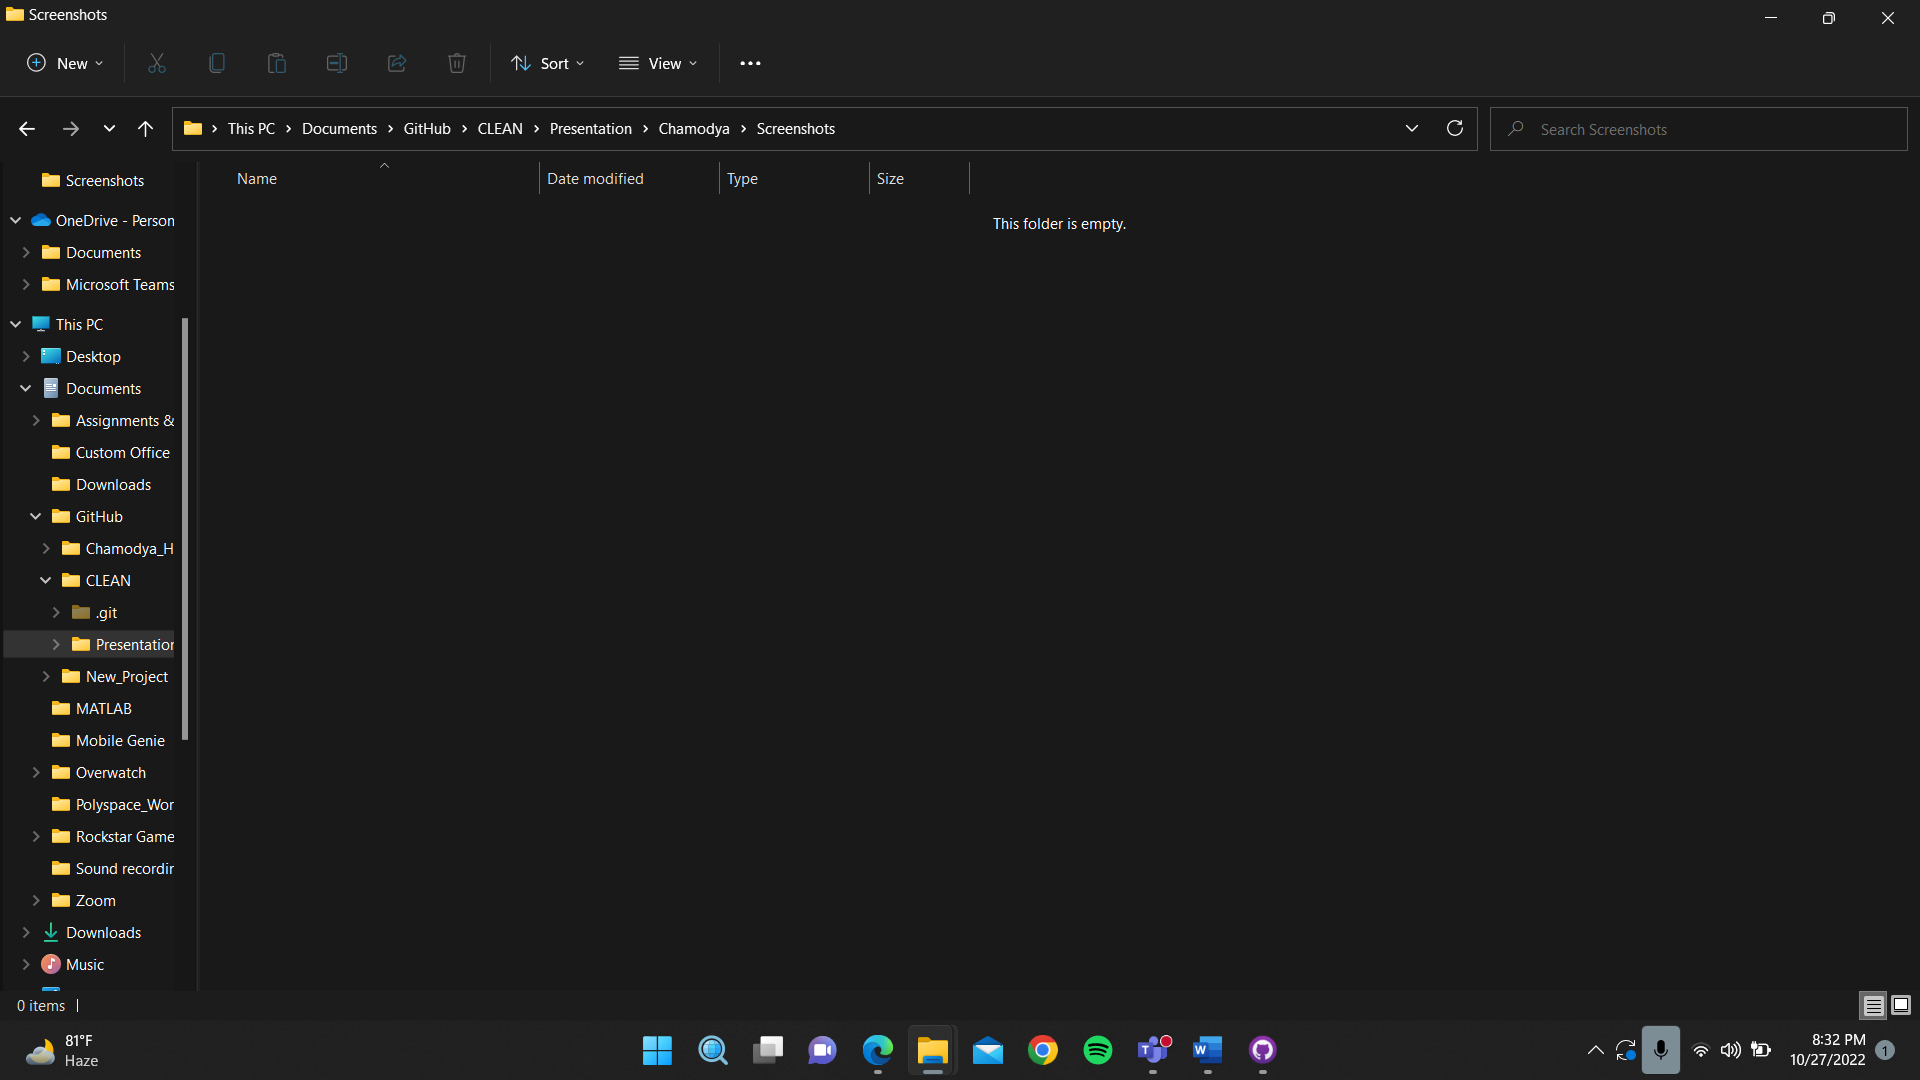 Screenshots
New
Sort
View
This PC > Documents > GitHub > CLEAN > Presentation > Chamodya > Screenshots
Search Screenshots
Name
Date modified
Type
Size
This folder is empty.
Screenshots
OneDrive - Person
Documents
Microsoft Teams
This PC
Desktop
Documents
Assignments &
Custom Office
Downloads
GitHub
Chamodya_H
CLEAN
.git
Presentation
New_Project
MATLAB
Mobile Genie
Overwatch
Polyspace_Wor
Rockstar Game
Sound recordin
Zoom
Downloads
Music
0 items
81°F
Haze
8:32 PM
10/27/2022
1